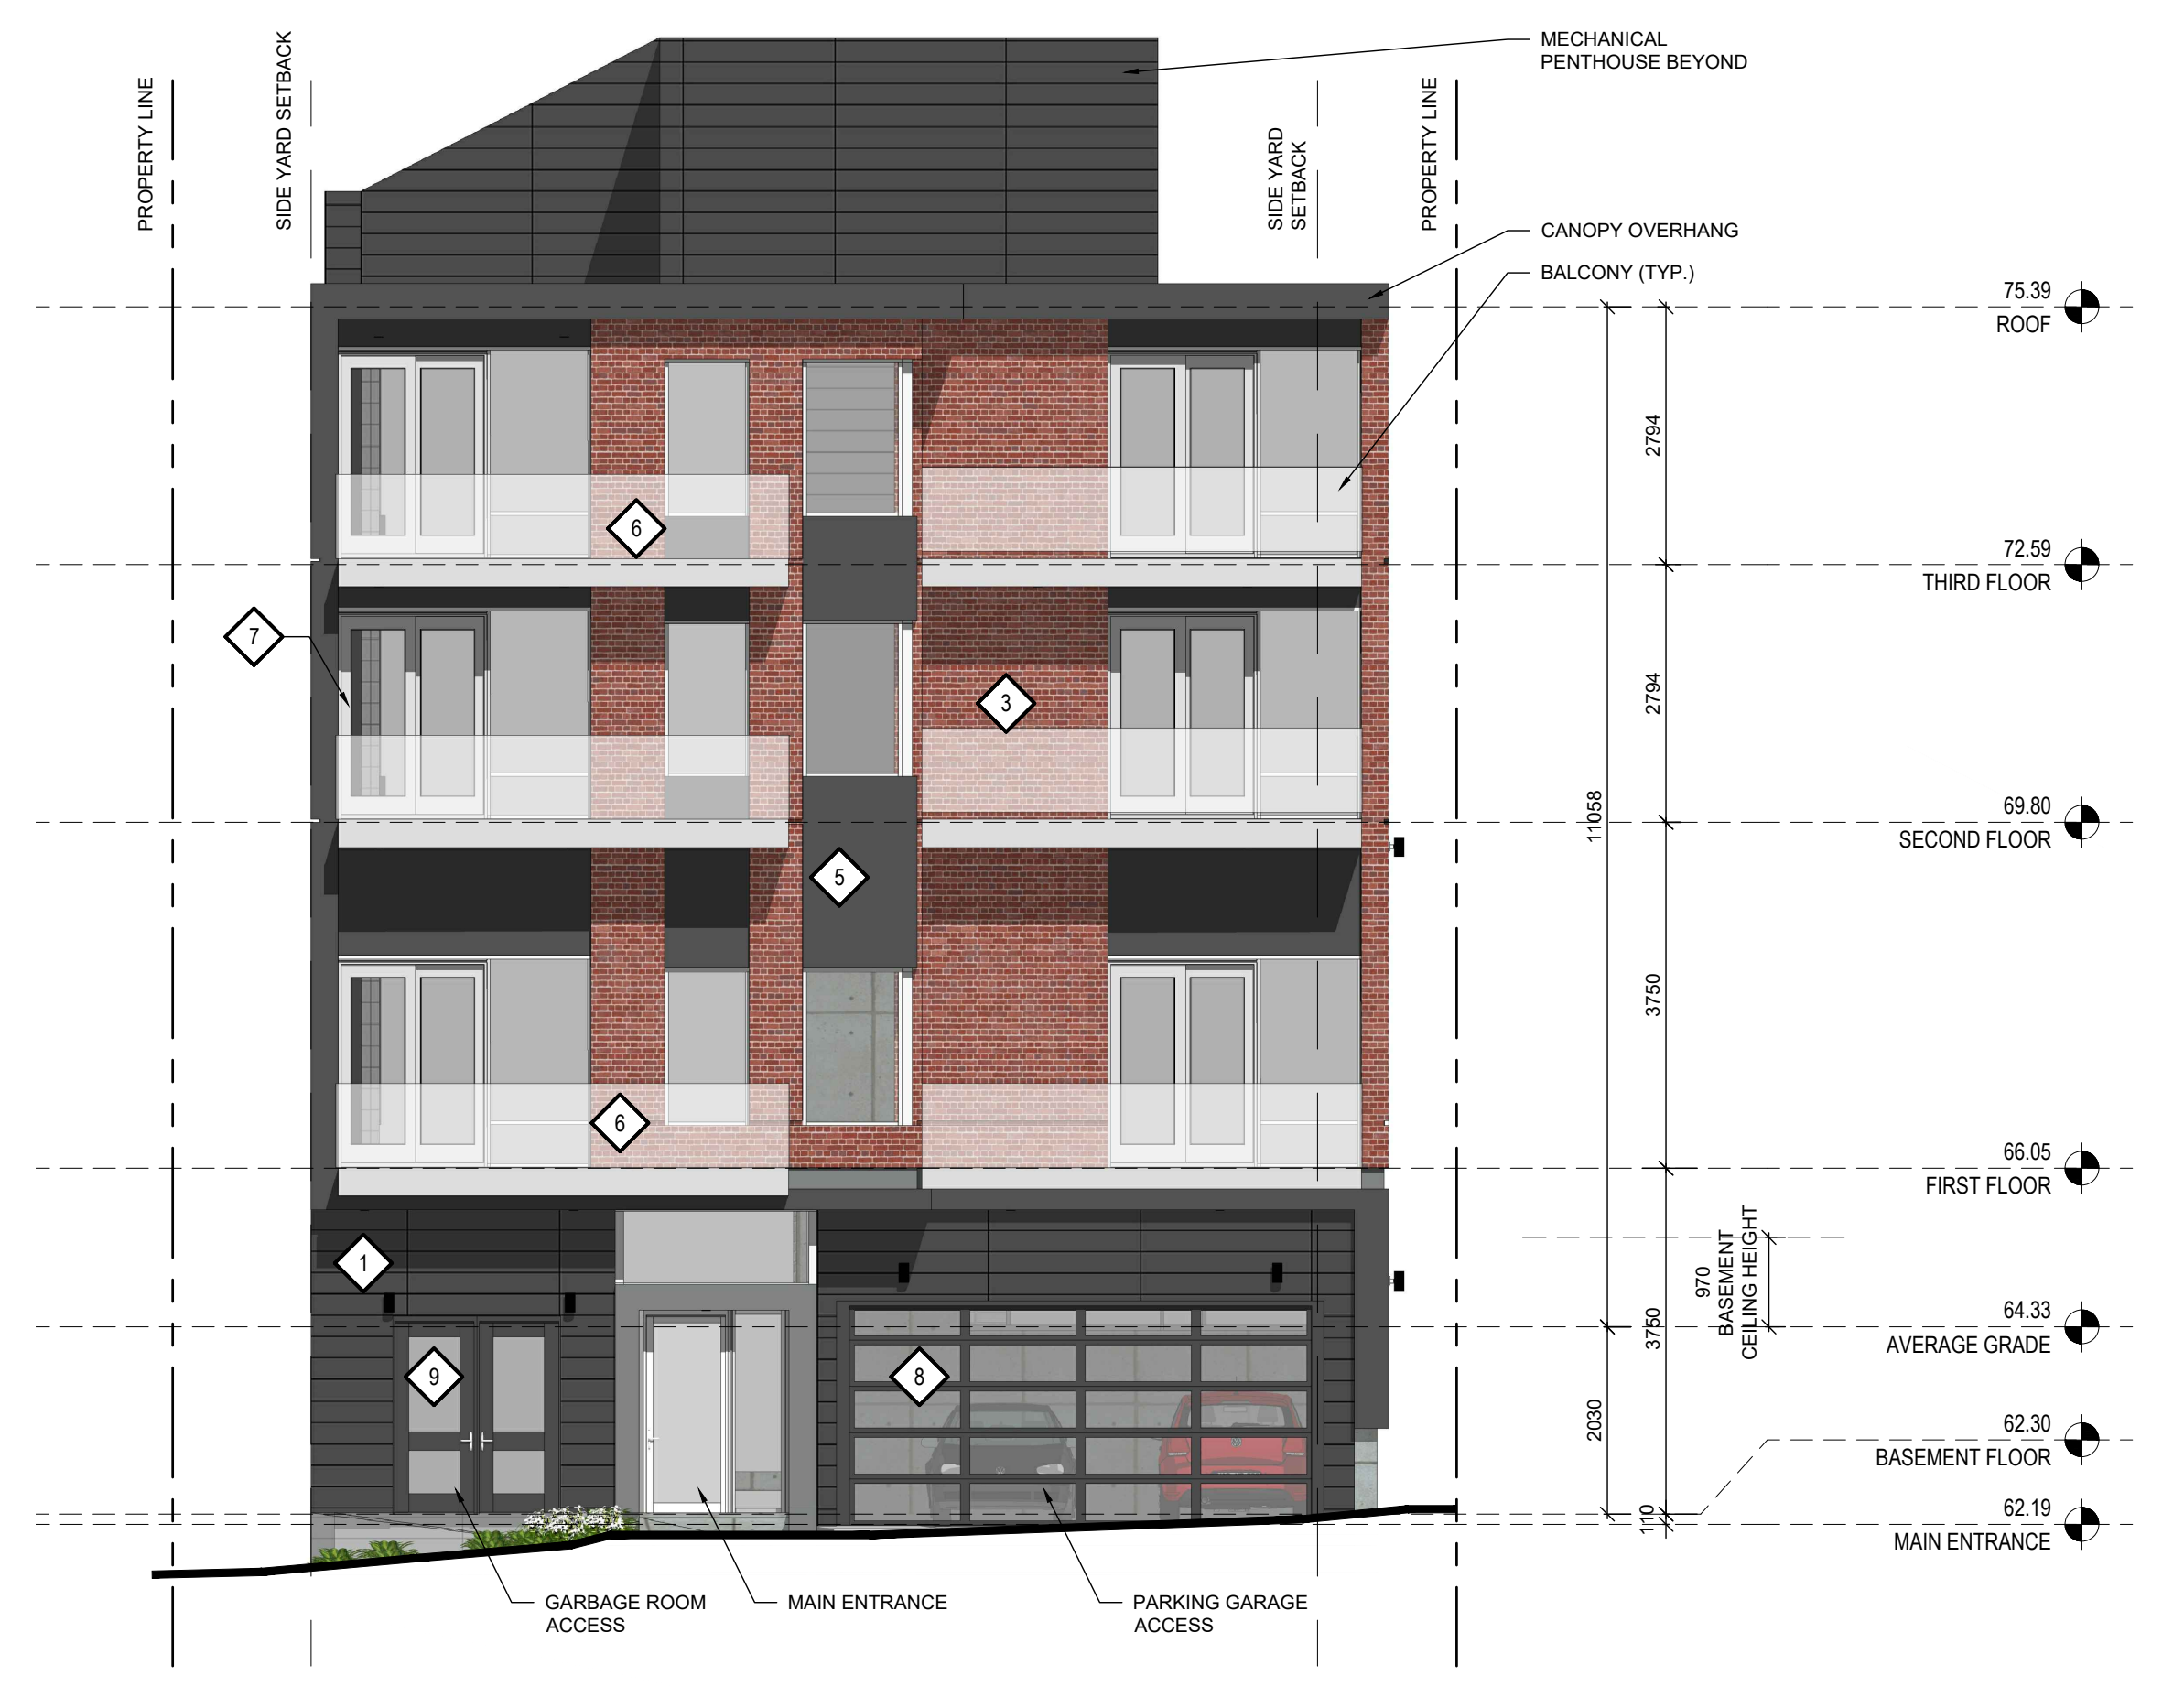 MECHANICAL
PENTHOUSE BEYOND
PROPERTY LINE
SIDE YARD SETBACK
SIDE YARD
SETBACK
PROPERTY LINE
CANOPY OVERHANG
BALCONY (TYP.)
75.39
ROOF
2794
6
72.59
THIRD FLOOR
7
3
2794
11058
69.80
SECOND FLOOR
5
3750
6
66.05
FIRST FLOOR
1
970
BASEMENT
CEILING HEIGHT
64.33
AVERAGE GRADE
3750
9
8
2030
62.30
BASEMENT FLOOR
110
62.19
MAIN ENTRANCE
GARBAGE ROOM
ACCESS
MAIN ENTRANCE
PARKING GARAGE
ACCESS